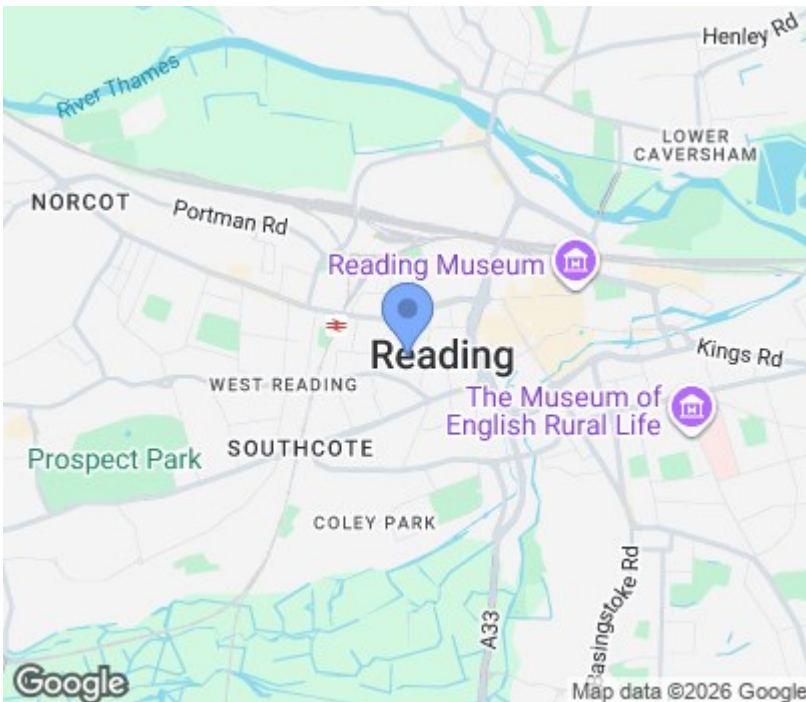 Henley Rd
River Thames
LOWER
CAVERSHAM
NORCOT
Portman Rd
Reading Museum
Reading
Kings Rd
WEST READING
The Museum of
English Rural Life
SOUTHCOTE
Prospect Park
COLEY PARK
A33
Basingstoke Rd
Google
Map data ©2026 Google